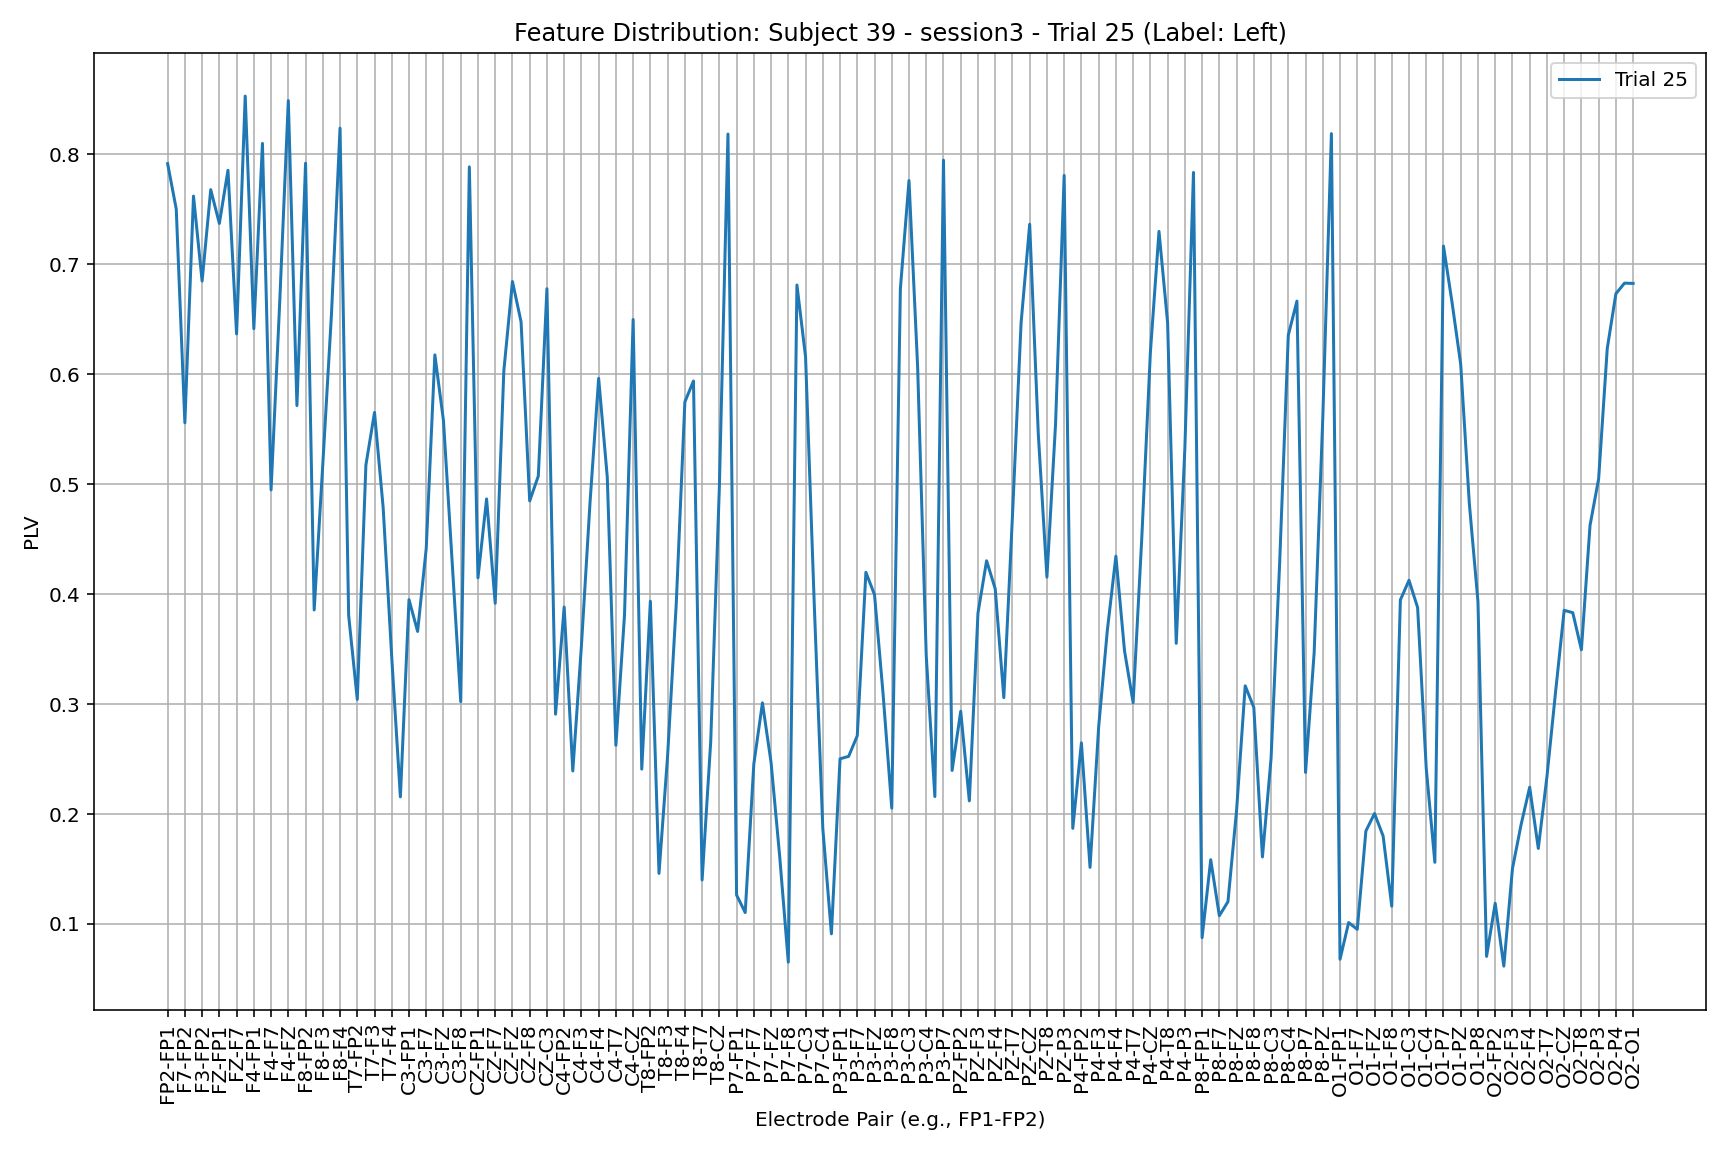 Feature Distribution: Subject 39 - session3 - Trial 25 (Label: Left)
Trial 25
PLV
0.8
0.7
0.6
0.5
0.4
0.3
0.2
0.1
FP2-FP1
F7-FP2
F3-FP2
FZ-FP1
FZ-F7
F4-FP1
F4-F7
F4-FZ
F8-FP2
F8-F3
F8-F4
T7-FP2
T7-F3
T7-F4
C3-FP1
C3-F7
C3-FZ
C3-F8
CZ-FP1
CZ-F7
CZ-FZ
CZ-F8
CZ-C3
C4-FP2
C4-F3
C4-F4
C4-T7
C4-CZ
T8-FP2
T8-F3
T8-F4
T8-T7
T8-CZ
P7-FP1
P7-F7
P7-FZ
P7-F8
P7-C3
P7-C4
P3-FP1
P3-F7
P3-FZ
P3-F8
P3-C3
P3-C4
P3-P7
PZ-FP2
PZ-F3
PZ-F4
PZ-T7
PZ-CZ
PZ-T8
PZ-P3
P4-FP2
P4-F3
P4-F4
P4-T7
P4-CZ
P4-T8
P4-P3
P8-FP1
P8-F7
P8-FZ
P8-F8
P8-C3
P8-C4
P8-P7
P8-PZ
O1-FP1
O1-F7
O1-FZ
O1-F8
O1-C3
O1-C4
O1-P7
O1-PZ
O1-P8
O2-FP2
O2-F3
O2-F4
O2-T7
O2-CZ
O2-T8
O2-P3
O2-P4
O2-O1
Electrode Pair (e.g., FP1-FP2)